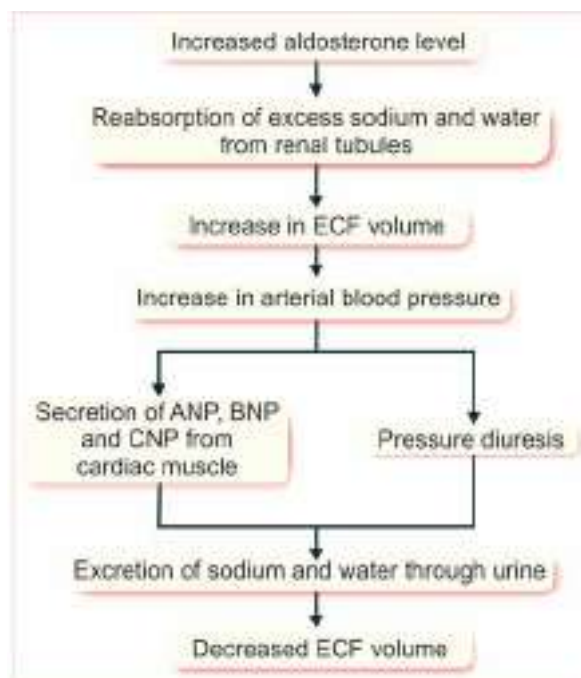 Increased aldosterone level
Reabsorption of excess sodium and water
from renal tubules
Increase in ECF volume
Increase in arterial blood pressure
Secretion of ANP, BNP
and CNP from
cardiac muscle
Pressure diuresis
Excretion of sodium and water through urine
Decreased ECF volume